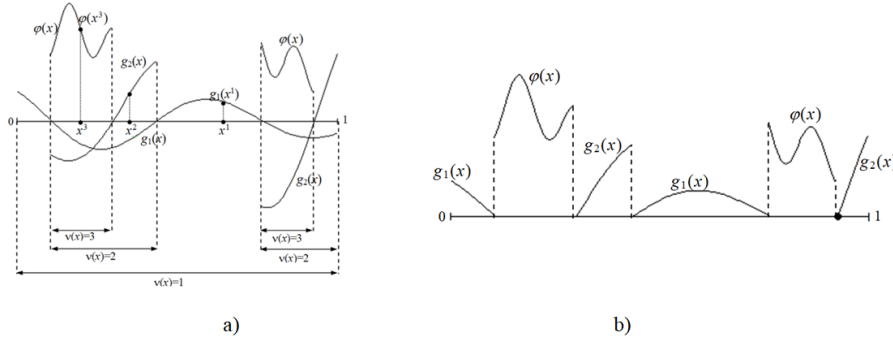 φ(x)
φ(x³)
g₂(x)
g₁(x¹)
φ(x)
0
x³
x²
g₁(x)
x¹
1
g₂(x)
ν(x)=3
ν(x)=3
ν(x)=2
ν(x)=2
ν(x)=1
a)
φ(x)
φ(x)
g₁(x)
g₂(x)
g₁(x)
g₂(x)
0
1
b)